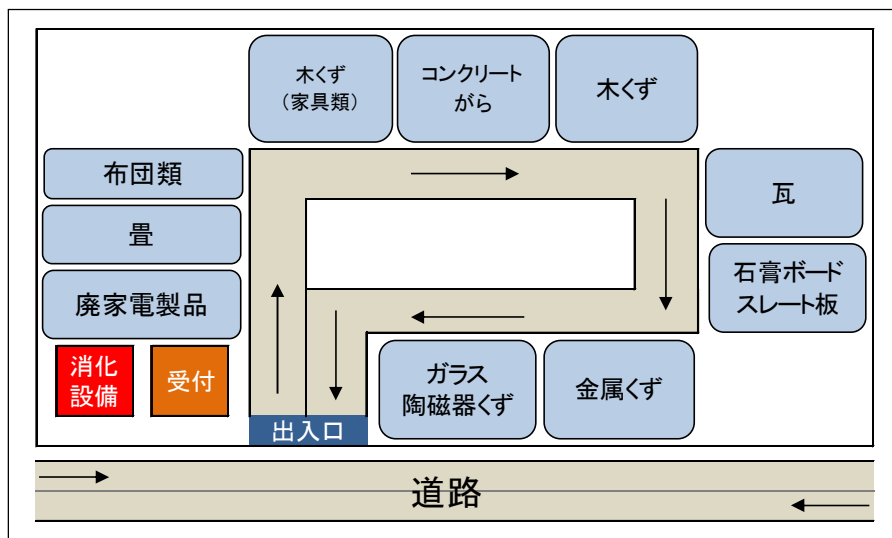 木くず
（家具類）
コンクリート
がら
木くず
布団類
畳
廃家電製品
消化
設備
受付
瓦
石膏ボード
スレート板
ガラス
陶磁器くず
金属くず
出入口
道路